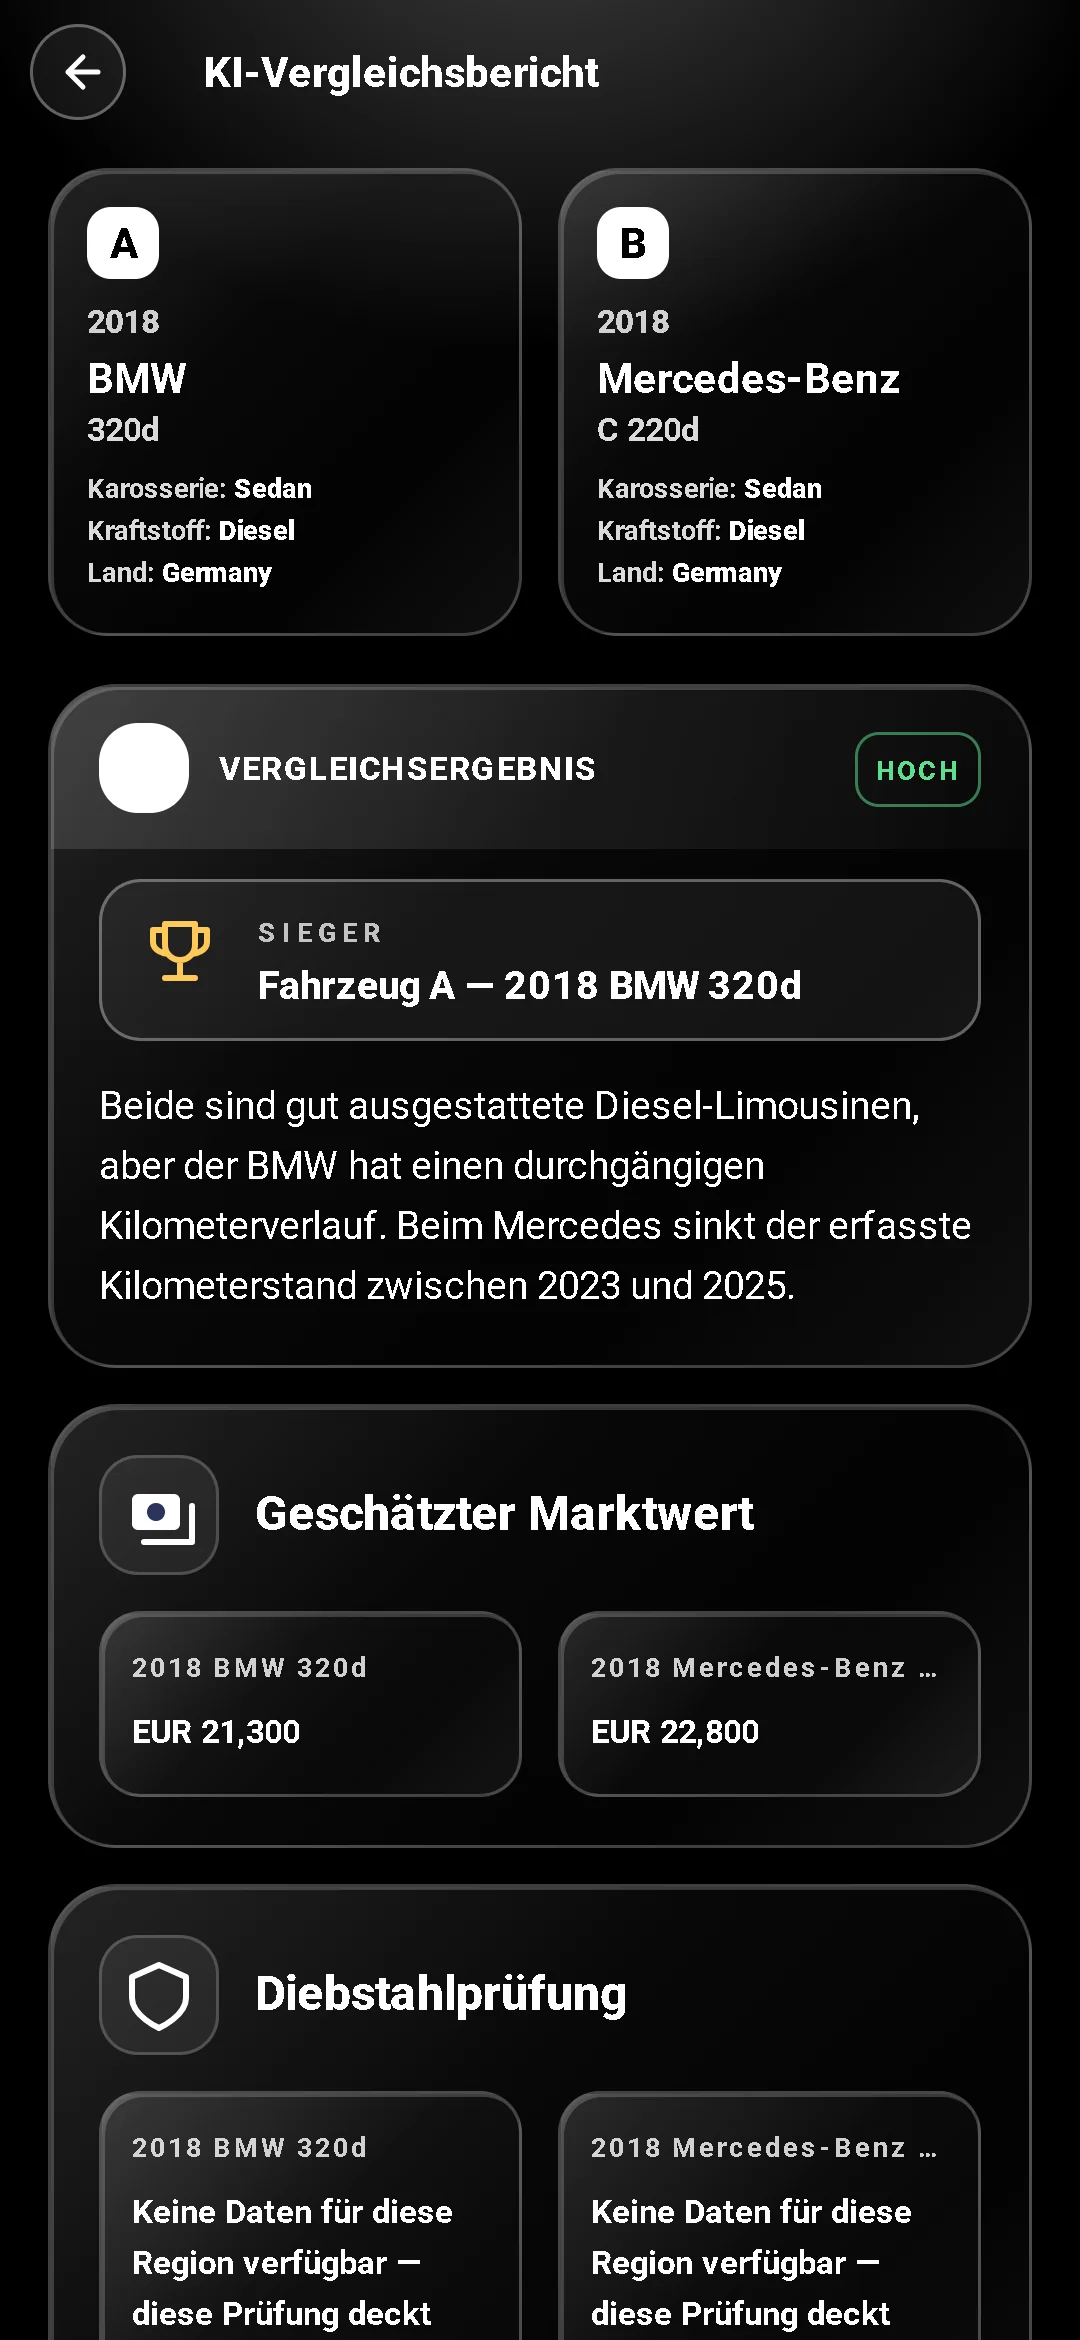 KI-Vergleichsbericht
A
2018
BMW
320d
Karosserie: Sedan
Kraftstoff: Diesel
Land: Germany
B
2018
Mercedes-Benz
C 220d
Karosserie: Sedan
Kraftstoff: Diesel
Land: Germany
VERGLEICHSERGEBNIS
HOCH
SIEGER
Fahrzeug A — 2018 BMW 320d
Beide sind gut ausgestattete Diesel-Limousinen,
aber der BMW hat einen durchgängigen
Kilometerverlauf. Beim Mercedes sinkt der erfasste
Kilometerstand zwischen 2023 und 2025.
Geschätzter Marktwert
2018 BMW 320d
EUR 21,300
2018 Mercedes-Benz …
EUR 22,800
Diebstahlprüfung
2018 BMW 320d
Keine Daten für diese
Region verfügbar —
diese Prüfung deckt
2018 Mercedes-Benz …
Keine Daten für diese
Region verfügbar —
diese Prüfung deckt